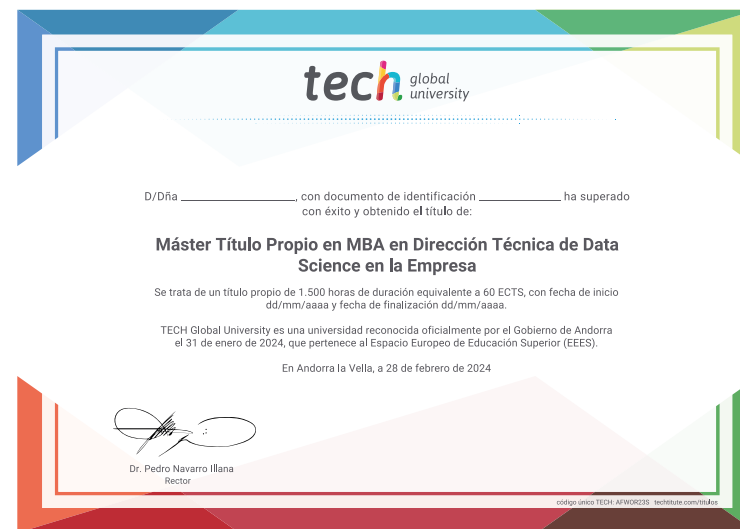 tech global university
D/Dña ________________, con documento de identificación ____________ ha superado
con éxito y obtenido el título de:
Máster Título Propio en MBA en Dirección Técnica de Data
Science en la Empresa
Se trata de un título propio de 1.500 horas de duración equivalente a 60 ECTS, con fecha de inicio
dd/mm/aaaa y fecha de finalización dd/mm/aaaa.
TECH Global University es una universidad reconocida oficialmente por el Gobierno de Andorra
el 31 de enero de 2024, que pertenece al Espacio Europeo de Educación Superior (EEES).
En Andorra la Vella, a 28 de febrero de 2024
Dr. Pedro Navarro Illana
Rector
código único TECH: AFWOR23S techtitute.com/titulos